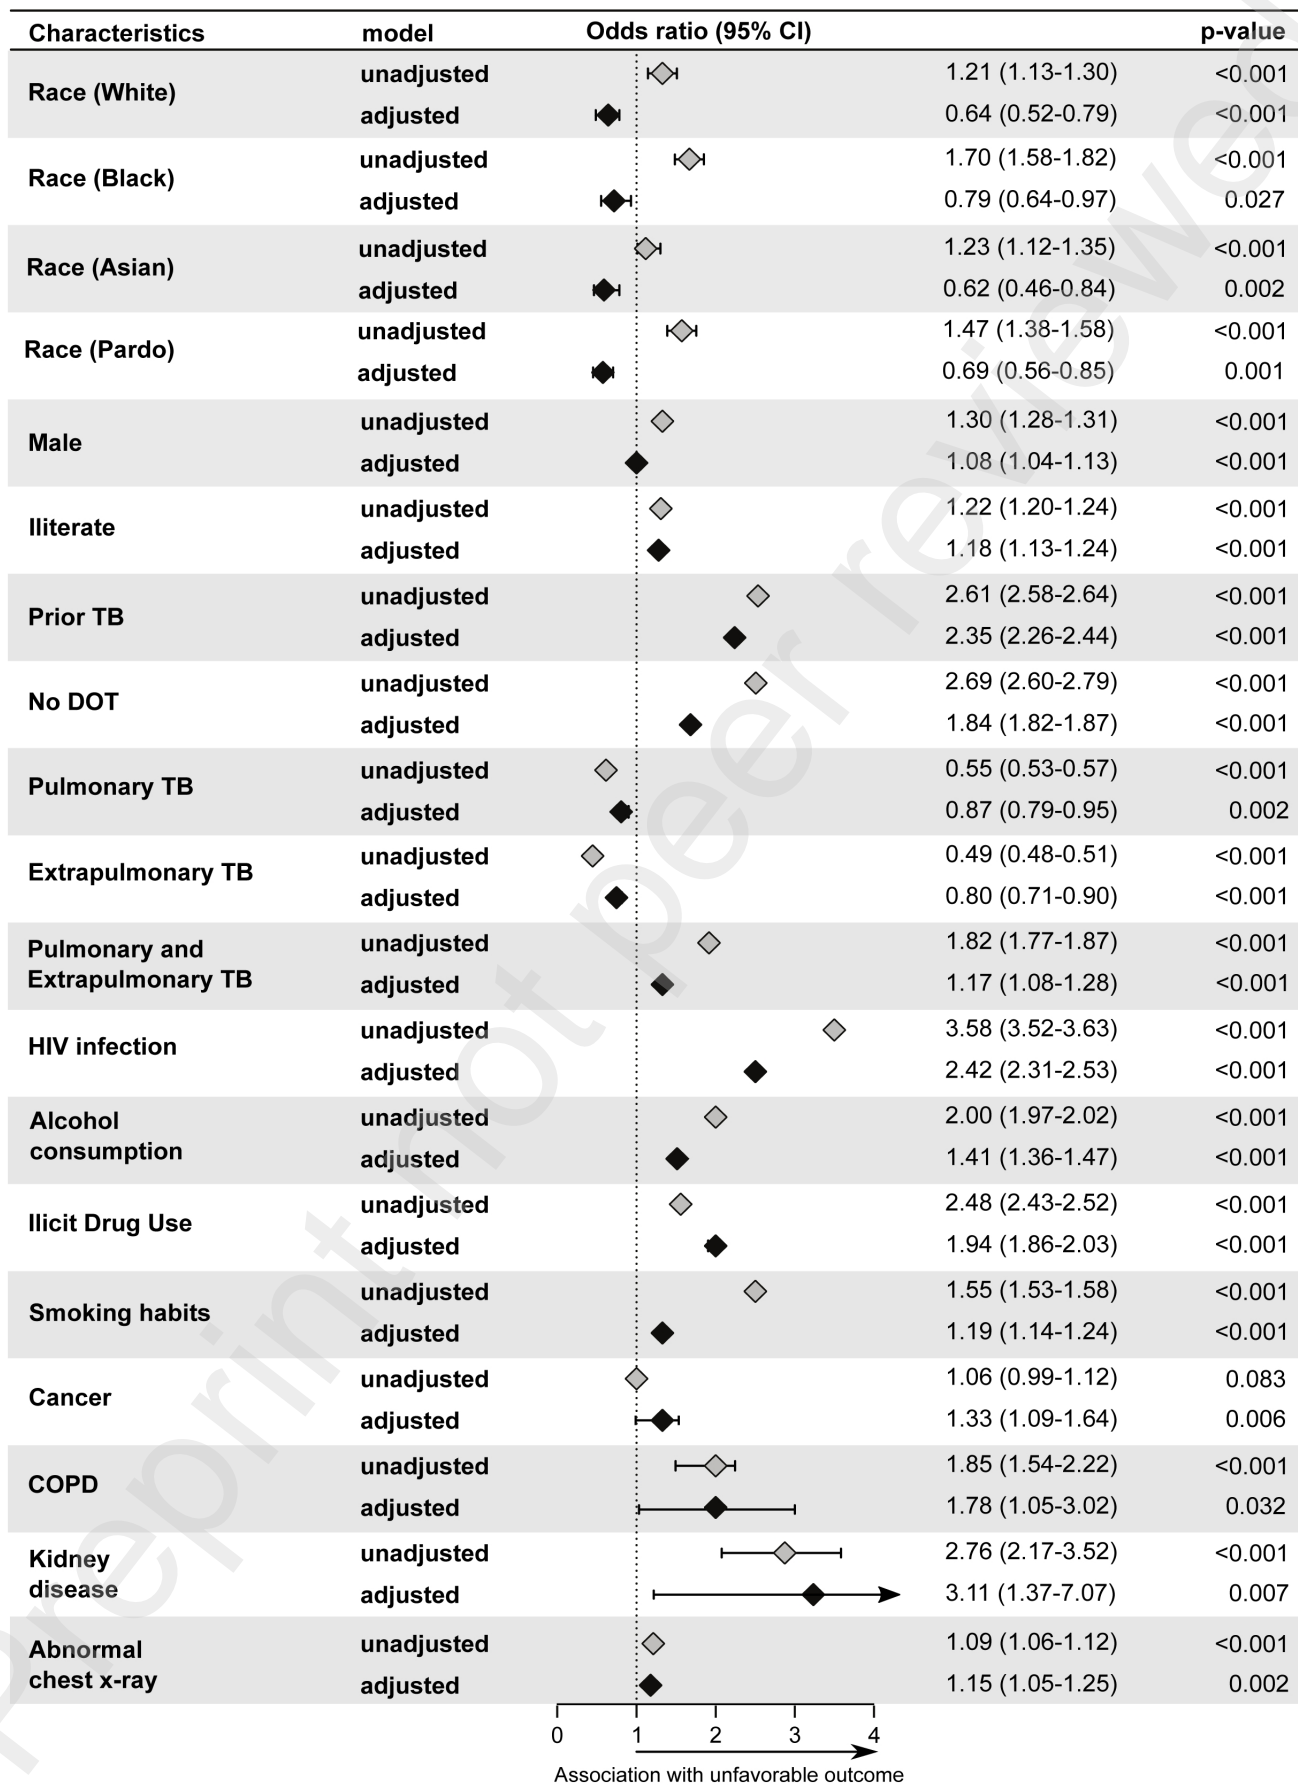 Characteristics model Odds ratio (95% CI) p-value
Race (White)
unadjusted 1.21 (1.13-1.30) <0.001
adjusted 0.64 (0.52-0.79) <0.001
Race (Black)
unadjusted 1.70 (1.58-1.82) <0.001
adjusted 0.79 (0.64-0.97) 0.027
Race (Asian)
unadjusted 1.23 (1.12-1.35) <0.001
adjusted 0.62 (0.46-0.84) 0.002
Race (Pardo)
unadjusted 1.47 (1.38-1.58) <0.001
adjusted 0.69 (0.56-0.85) 0.001
Male
unadjusted 1.30 (1.28-1.31) <0.001
adjusted 1.08 (1.04-1.13) <0.001
Iliterate
unadjusted 1.22 (1.20-1.24) <0.001
adjusted 1.18 (1.13-1.24) <0.001
Prior TB
unadjusted 2.61 (2.58-2.64) <0.001
adjusted 2.35 (2.26-2.44) <0.001
No DOT
unadjusted 2.69 (2.60-2.79) <0.001
adjusted 1.84 (1.82-1.87) <0.001
Pulmonary TB
unadjusted 0.55 (0.53-0.57) <0.001
adjusted 0.87 (0.79-0.95) 0.002
Extrapulmonary TB
unadjusted 0.49 (0.48-0.51) <0.001
adjusted 0.80 (0.71-0.90) <0.001
Pulmonary and
Extrapulmonary TB
unadjusted 1.82 (1.77-1.87) <0.001
adjusted 1.17 (1.08-1.28) <0.001
HIV infection
unadjusted 3.58 (3.52-3.63) <0.001
adjusted 2.42 (2.31-2.53) <0.001
Alcohol
consumption
unadjusted 2.00 (1.97-2.02) <0.001
adjusted 1.41 (1.36-1.47) <0.001
Ilicit Drug Use
unadjusted 2.48 (2.43-2.52) <0.001
adjusted 1.94 (1.86-2.03) <0.001
Smoking habits
unadjusted 1.55 (1.53-1.58) <0.001
adjusted 1.19 (1.14-1.24) <0.001
Cancer
unadjusted 1.06 (0.99-1.12) 0.083
adjusted 1.33 (1.09-1.64) 0.006
COPD
unadjusted 1.85 (1.54-2.22) <0.001
adjusted 1.78 (1.05-3.02) 0.032
Kidney
disease
unadjusted 2.76 (2.17-3.52) <0.001
adjusted 3.11 (1.37-7.07) 0.007
Abnormal
chest x-ray
unadjusted 1.09 (1.06-1.12) <0.001
adjusted 1.15 (1.05-1.25) 0.002
0 1 2 3 4
Association with unfavorable outcome
Preprint not peer reviewed